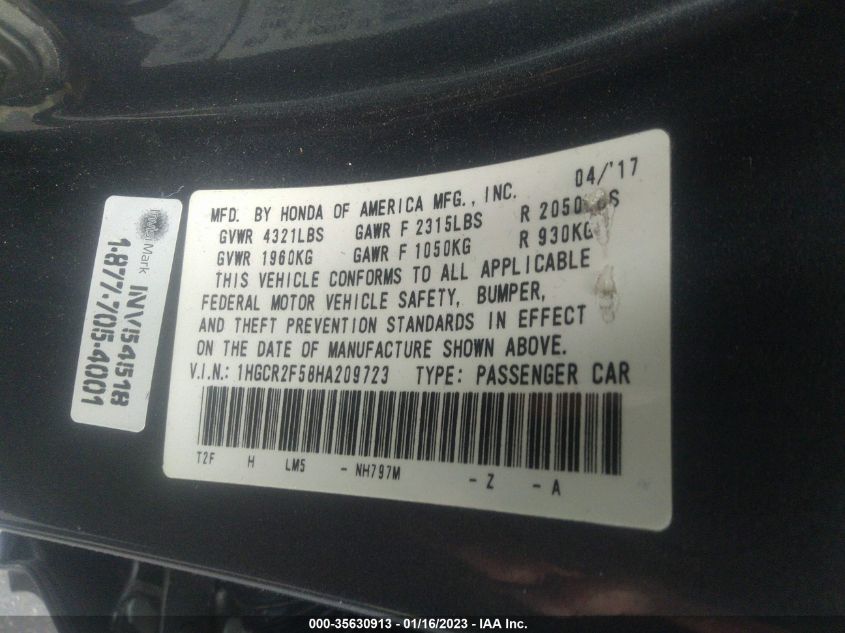 MFD. BY HONDA OF AMERICA MFG., INC. 04/'17
GVWR 4321LBS GAWR F 2315LBS R 2050LBS
GVWR 1960KG GAWR F 1050KG R 930KG
THIS VEHICLE CONFORMS TO ALL APPLICABLE
FEDERAL MOTOR VEHICLE SAFETY, BUMPER,
AND THEFT PREVENTION STANDARDS IN EFFECT
ON THE DATE OF MANUFACTURE SHOWN ABOVE.
V.I.N.: 1HGCR2F58HA209723 TYPE: PASSENGER CAR
T2F H LM5 - NH797M - Z - A
Mark
INV54518
1-877-705-4001
000-35630913 - 01/16/2023 - IAA Inc.